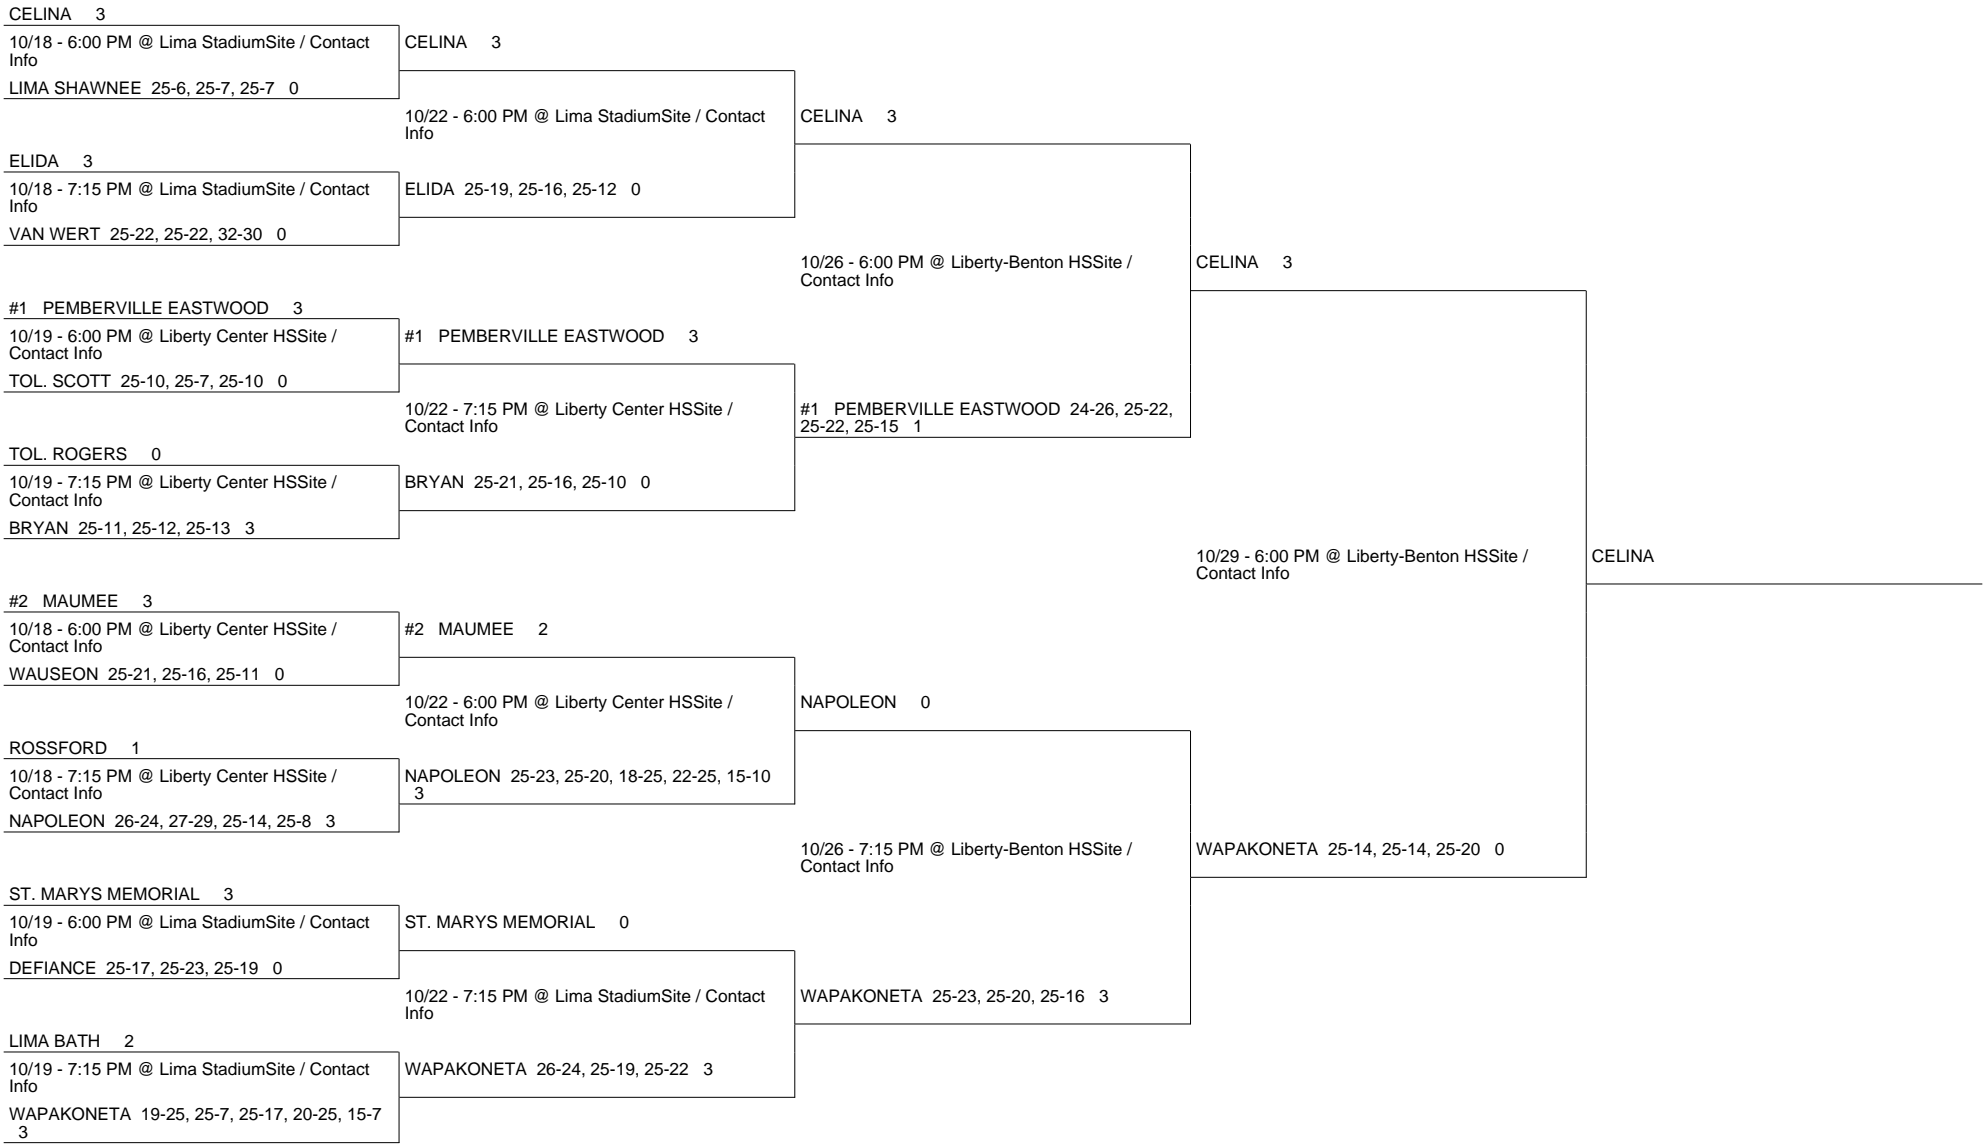 CELINA 3
10/18 - 6:00 PM @ Lima StadiumSite / Contact
Info
LIMA SHAWNEE 25-6, 25-7, 25-7 0
ELIDA 3
10/18 - 7:15 PM @ Lima StadiumSite / Contact
Info
VAN WERT 25-22, 25-22, 32-30 0
#1 PEMBERVILLE EASTWOOD 3
10/19 - 6:00 PM @ Liberty Center HSSite /
Contact Info
TOL. SCOTT 25-10, 25-7, 25-10 0
TOL. ROGERS 0
10/19 - 7:15 PM @ Liberty Center HSSite /
Contact Info
BRYAN 25-11, 25-12, 25-13 3
#2 MAUMEE 3
10/18 - 6:00 PM @ Liberty Center HSSite /
Contact Info
WAUSEON 25-21, 25-16, 25-11 0
ROSSFORD 1
10/18 - 7:15 PM @ Liberty Center HSSite /
Contact Info
NAPOLEON 26-24, 27-29, 25-14, 25-8 3
ST. MARYS MEMORIAL 3
10/19 - 6:00 PM @ Lima StadiumSite / Contact
Info
DEFIANCE 25-17, 25-23, 25-19 0
LIMA BATH 2
10/19 - 7:15 PM @ Lima StadiumSite / Contact
Info
WAPAKONETA 19-25, 25-7, 25-17, 20-25, 15-7
3
CELINA 3
10/22 - 6:00 PM @ Lima StadiumSite / Contact
Info
ELIDA 25-19, 25-16, 25-12 0
#1 PEMBERVILLE EASTWOOD 3
10/22 - 7:15 PM @ Liberty Center HSSite /
Contact Info
BRYAN 25-21, 25-16, 25-10 0
#2 MAUMEE 2
10/22 - 6:00 PM @ Liberty Center HSSite /
Contact Info
NAPOLEON 25-23, 25-20, 18-25, 22-25, 15-10
3
ST. MARYS MEMORIAL 0
10/22 - 7:15 PM @ Lima StadiumSite / Contact
Info
WAPAKONETA 26-24, 25-19, 25-22 3
CELINA 3
10/26 - 6:00 PM @ Liberty-Benton HSSite /
Contact Info
#1 PEMBERVILLE EASTWOOD 24-26, 25-22,
25-22, 25-15 1
NAPOLEON 0
10/26 - 7:15 PM @ Liberty-Benton HSSite /
Contact Info
WAPAKONETA 25-23, 25-20, 25-16 3
CELINA 3
10/29 - 6:00 PM @ Liberty-Benton HSSite /
Contact Info
WAPAKONETA 25-14, 25-14, 25-20 0
CELINA